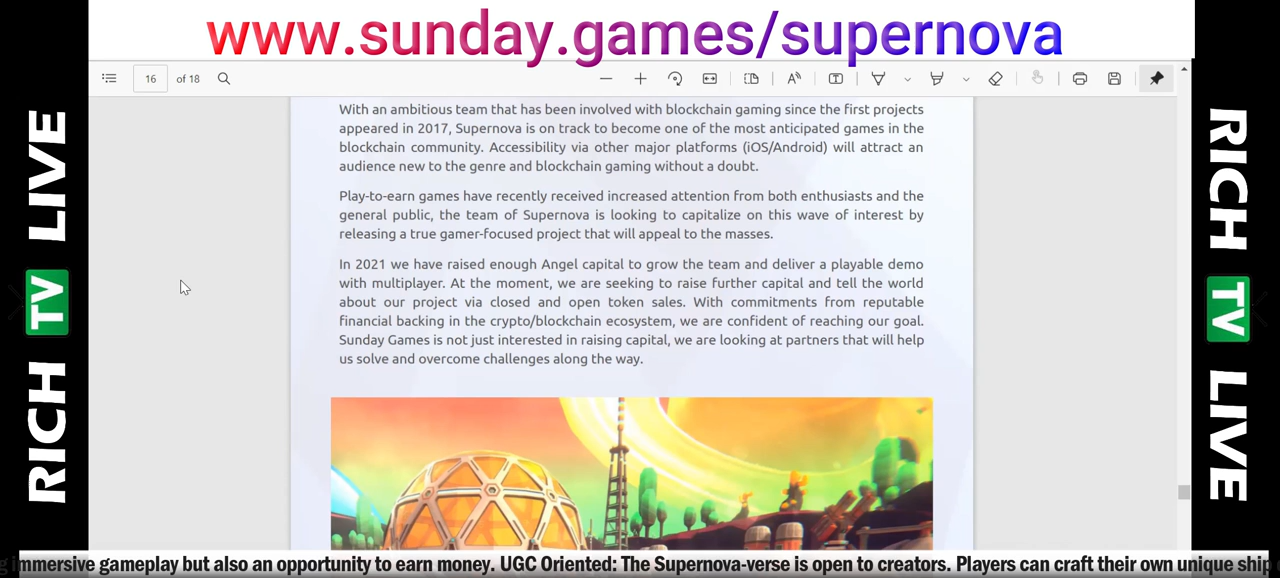 www.sunday.games/supernova
16 of 18
With an ambitious team that has been involved with blockchain gaming since the first projects
appeared in 2017, Supernova is on track to become one of the most anticipated games in the
blockchain community. Accessibility via other major platforms (iOS/Android) will attract an
audience new to the genre and blockchain gaming without a doubt.
Play-to-earn games have recently received increased attention from both enthusiasts and the
general public, the team of Supernova is looking to capitalize on this wave of interest by
releasing a true gamer-focused project that will appeal to the masses.
In 2021 we have raised enough Angel capital to grow the team and deliver a playable demo
with multiplayer. At the moment, we are seeking to raise further capital and tell the world
about our project via closed and open token sales. With commitments from reputable
financial backing in the crypto/blockchain ecosystem, we are confident of reaching our goal.
Sunday Games is not just interested in raising capital, we are looking at partners that will help
us solve and overcome challenges along the way.
RICH TV LIVE
RICH TV LIVE
immersive gameplay but also an opportunity to earn money. UGC Oriented: The Supernova-verse is open to creators. Players can craft their own unique ship